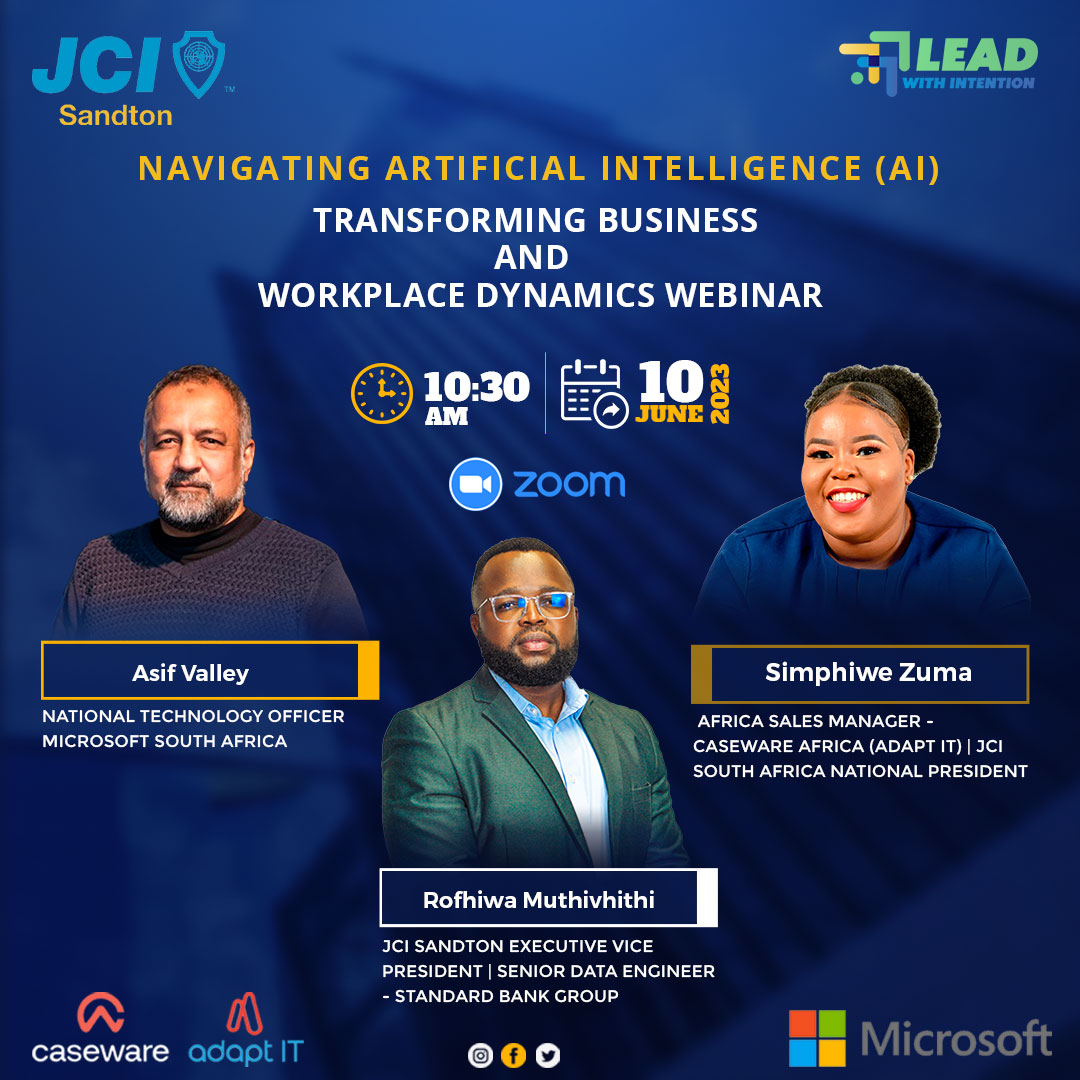 JCI
TM
Sandton
LEAD
WITH INTENTION
NAVIGATING ARTIFICIAL INTELLIGENCE (AI)
TRANSFORMING BUSINESS
AND
WORKPLACE DYNAMICS WEBINAR
10:30
AM
10
JUNE
2023
zoom
Asif Valley
NATIONAL TECHNOLOGY OFFICER
MICROSOFT SOUTH AFRICA
Simphiwe Zuma
AFRICA SALES MANAGER -
CASEWARE AFRICA (ADAPT IT) | JCI
SOUTH AFRICA NATIONAL PRESIDENT
Rofhiwa Muthivhithi
JCI SANDTON EXECUTIVE VICE
PRESIDENT | SENIOR DATA ENGINEER
- STANDARD BANK GROUP
caseware
adapt IT
Microsoft